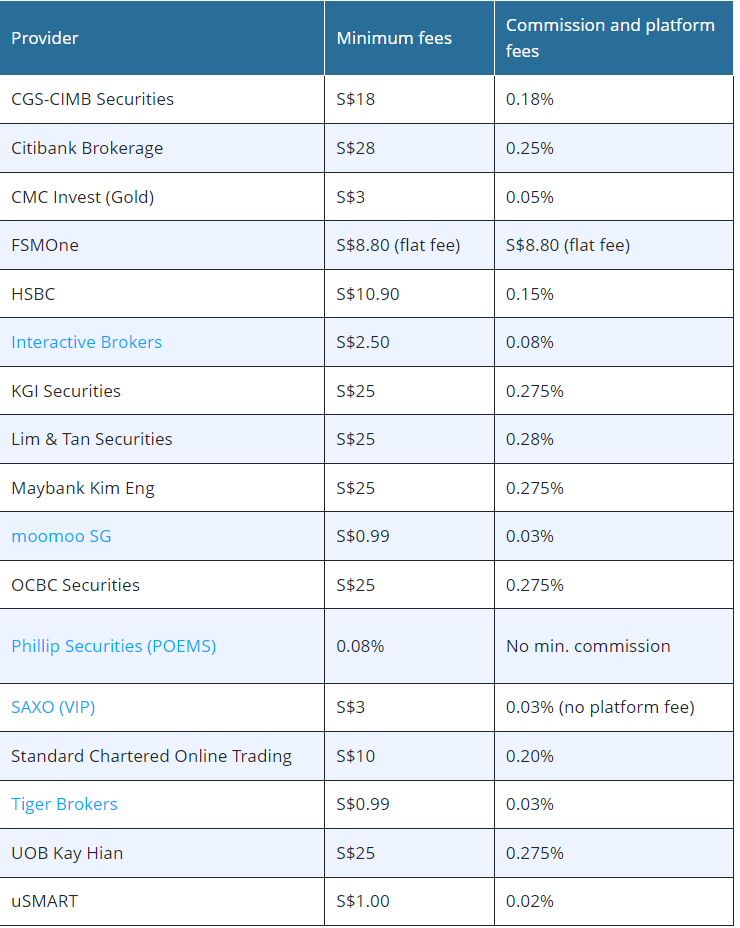 Provider Minimum fees Commission and platform fees
CGS-CIMB Securities S$18 0.18%
Citibank Brokerage S$28 0.25%
CMC Invest (Gold) S$3 0.05%
FSMOne S$8.80 (flat fee) S$8.80 (flat fee)
HSBC S$10.90 0.15%
Interactive Brokers S$2.50 0.08%
KGI Securities S$25 0.275%
Lim & Tan Securities S$25 0.28%
Maybank Kim Eng S$25 0.275%
moomoo SG S$0.99 0.03%
OCBC Securities S$25 0.275%
Phillip Securities (POEMS) 0.08% No min. commission
SAXO (VIP) S$3 0.03% (no platform fee)
Standard Chartered Online Trading S$10 0.20%
Tiger Brokers S$0.99 0.03%
UOB Kay Hian S$25 0.275%
uSMART S$1.00 0.02%